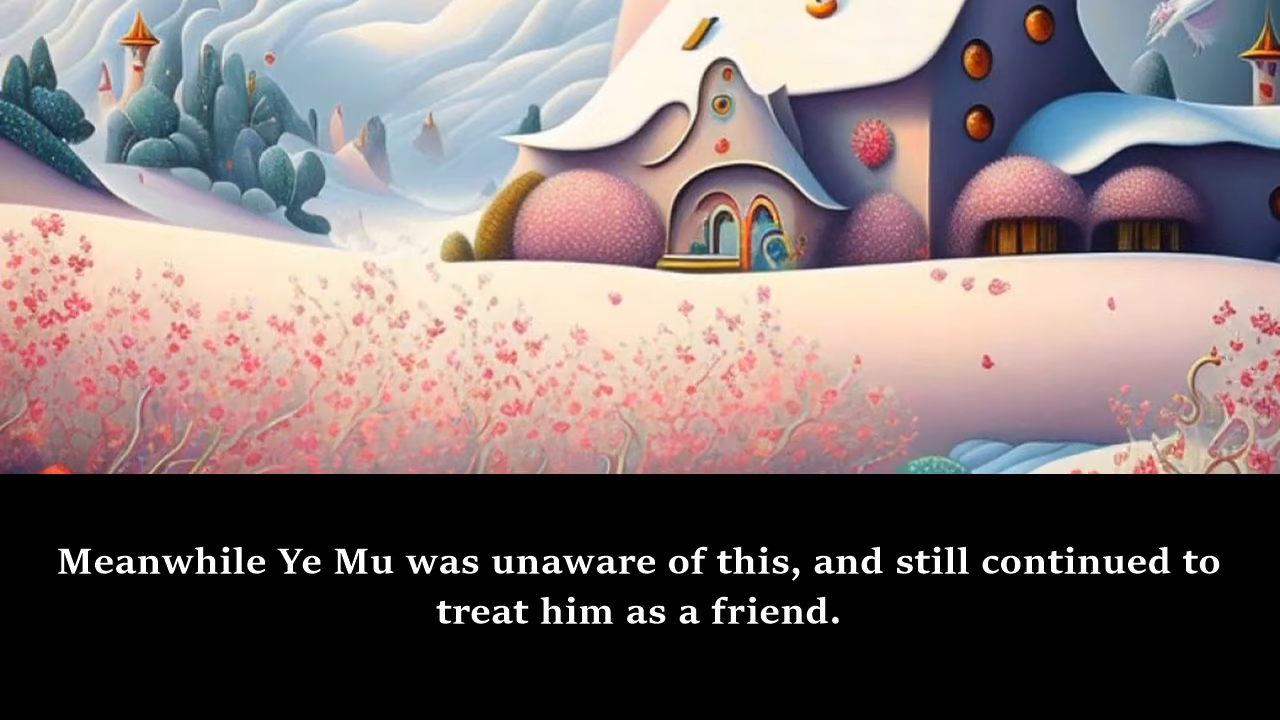 Meanwhile Ye Mu was unaware of this, and still continued to
treat him as a friend.